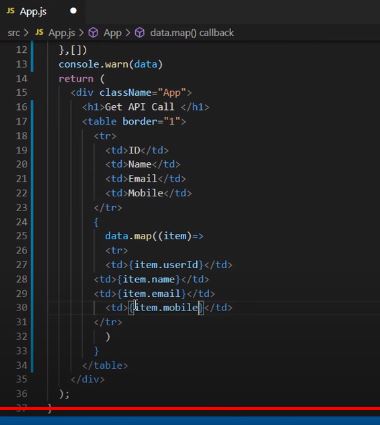 JS App.js
src > JS App.js > App > data.map() callback
12 },[])
13 console.warn(data)
14 return (
15 <div className="App">
16 <h1>Get API Call </h1>
17 <table border="1">
18 <tr>
19 <td>ID</td>
20 <td>Name</td>
21 <td>Email</td>
22 <td>Mobile</td>
23 </tr>
24 {
25 data.map((item)=>
26 <tr>
27 <td>{item.userId}</td>
28 <td>{item.name}</td>
29 <td>{item.email}</td>
30 <td>{item.mobile}</td>
31 </tr>
32 )
33 }
34 </table>
35 </div>
36 );
37 }